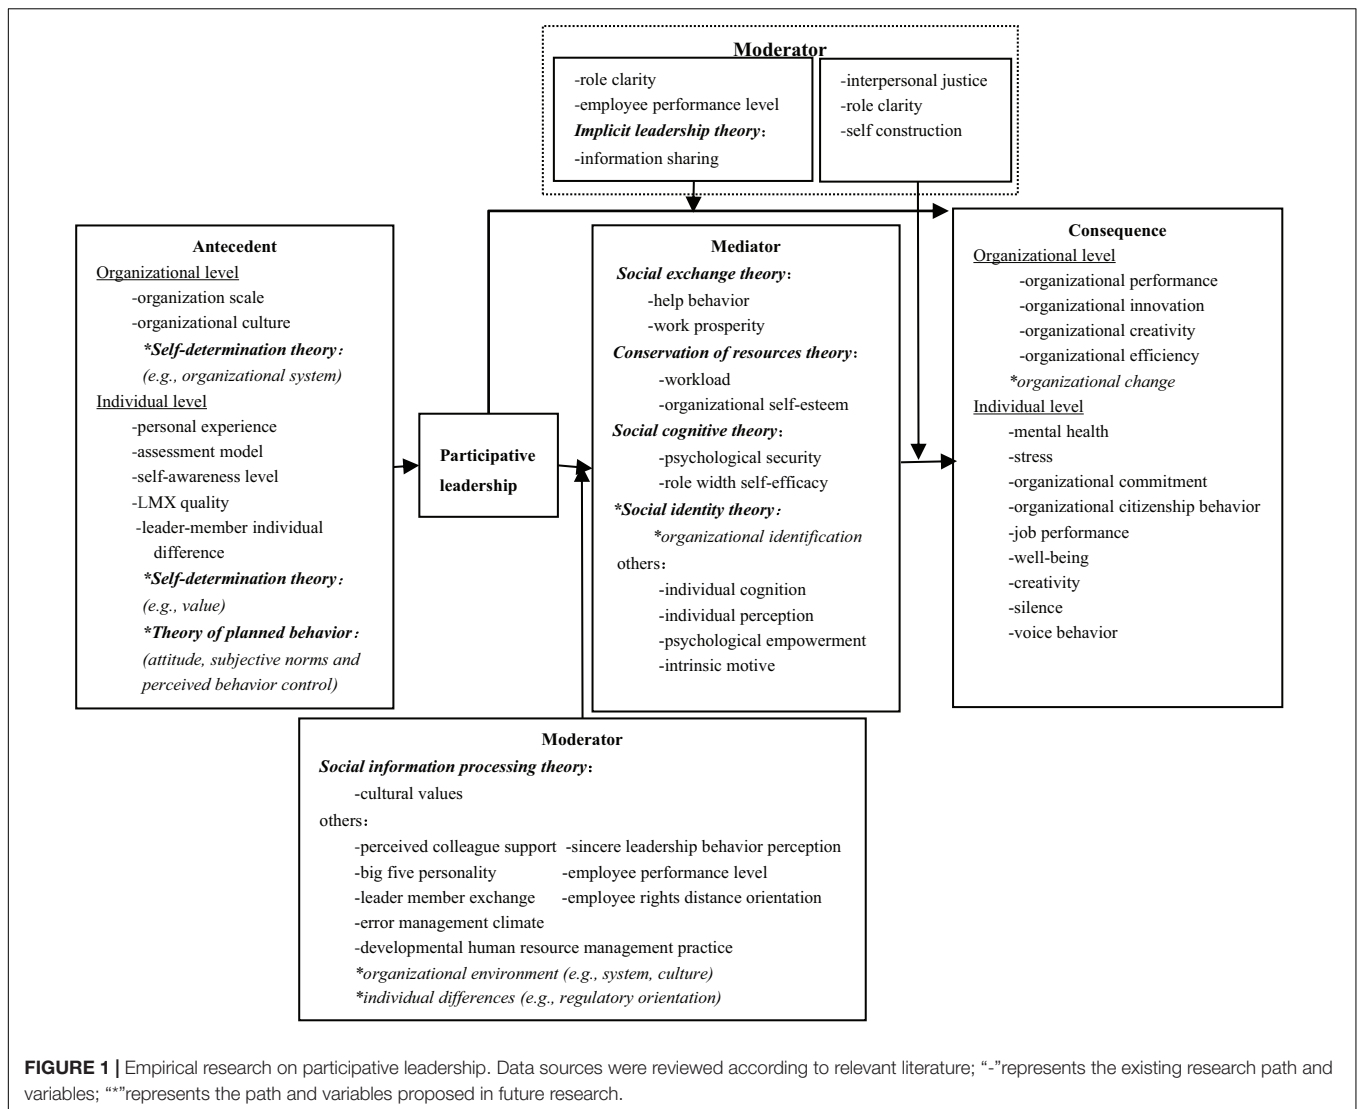 Moderator
-role clarity
-employee performance level
Implicit leadership theory:
-information sharing
-interpersonal justice
-role clarity
-self construction
Antecedent
Organizational level
-organization scale
-organizational culture
*Self-determination theory:
(e.g., organizational system)
Individual level
-personal experience
-assessment model
-self-awareness level
-LMX quality
-leader-member individual
difference
*Self-determination theory:
(e.g., value)
*Theory of planned behavior:
(attitude, subjective norms and
perceived behavior control)
Participative
leadership
Mediator
Social exchange theory:
-help behavior
-work prosperity
Conservation of resources theory:
-workload
-organizational self-esteem
Social cognitive theory:
-psychological security
-role width self-efficacy
*Social identity theory:
*organizational identification
others:
-individual cognition
-individual perception
-psychological empowerment
-intrinsic motive
Consequence
Organizational level
-organizational performance
-organizational innovation
-organizational creativity
-organizational efficiency
*organizational change
Individual level
-mental health
-stress
-organizational commitment
-organizational citizenship behavior
-job performance
-well-being
-creativity
-silence
-voice behavior
Moderator
Social information processing theory:
-cultural values
others:
-perceived colleague support -sincere leadership behavior perception
-big five personality -employee performance level
-leader member exchange -employee rights distance orientation
-error management climate
-developmental human resource management practice
*organizational environment (e.g., system, culture)
*individual differences (e.g., regulatory orientation)
FIGURE 1 | Empirical research on participative leadership. Data sources were reviewed according to relevant literature; “-”represents the existing research path and
variables; “*”represents the path and variables proposed in future research.